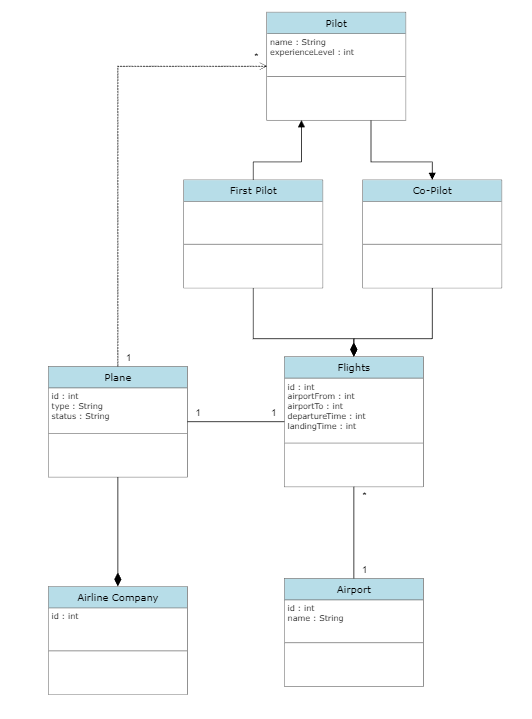 Pilot
name : String
experienceLevel : int
*
First Pilot
Co-Pilot
1
Plane
id : int
type : String
status : String
1
1
Flights
id : int
airportFrom : int
airportTo : int
departureTime : int
landingTime : int
*
1
Airline Company
id : int
Airport
id : int
name : String